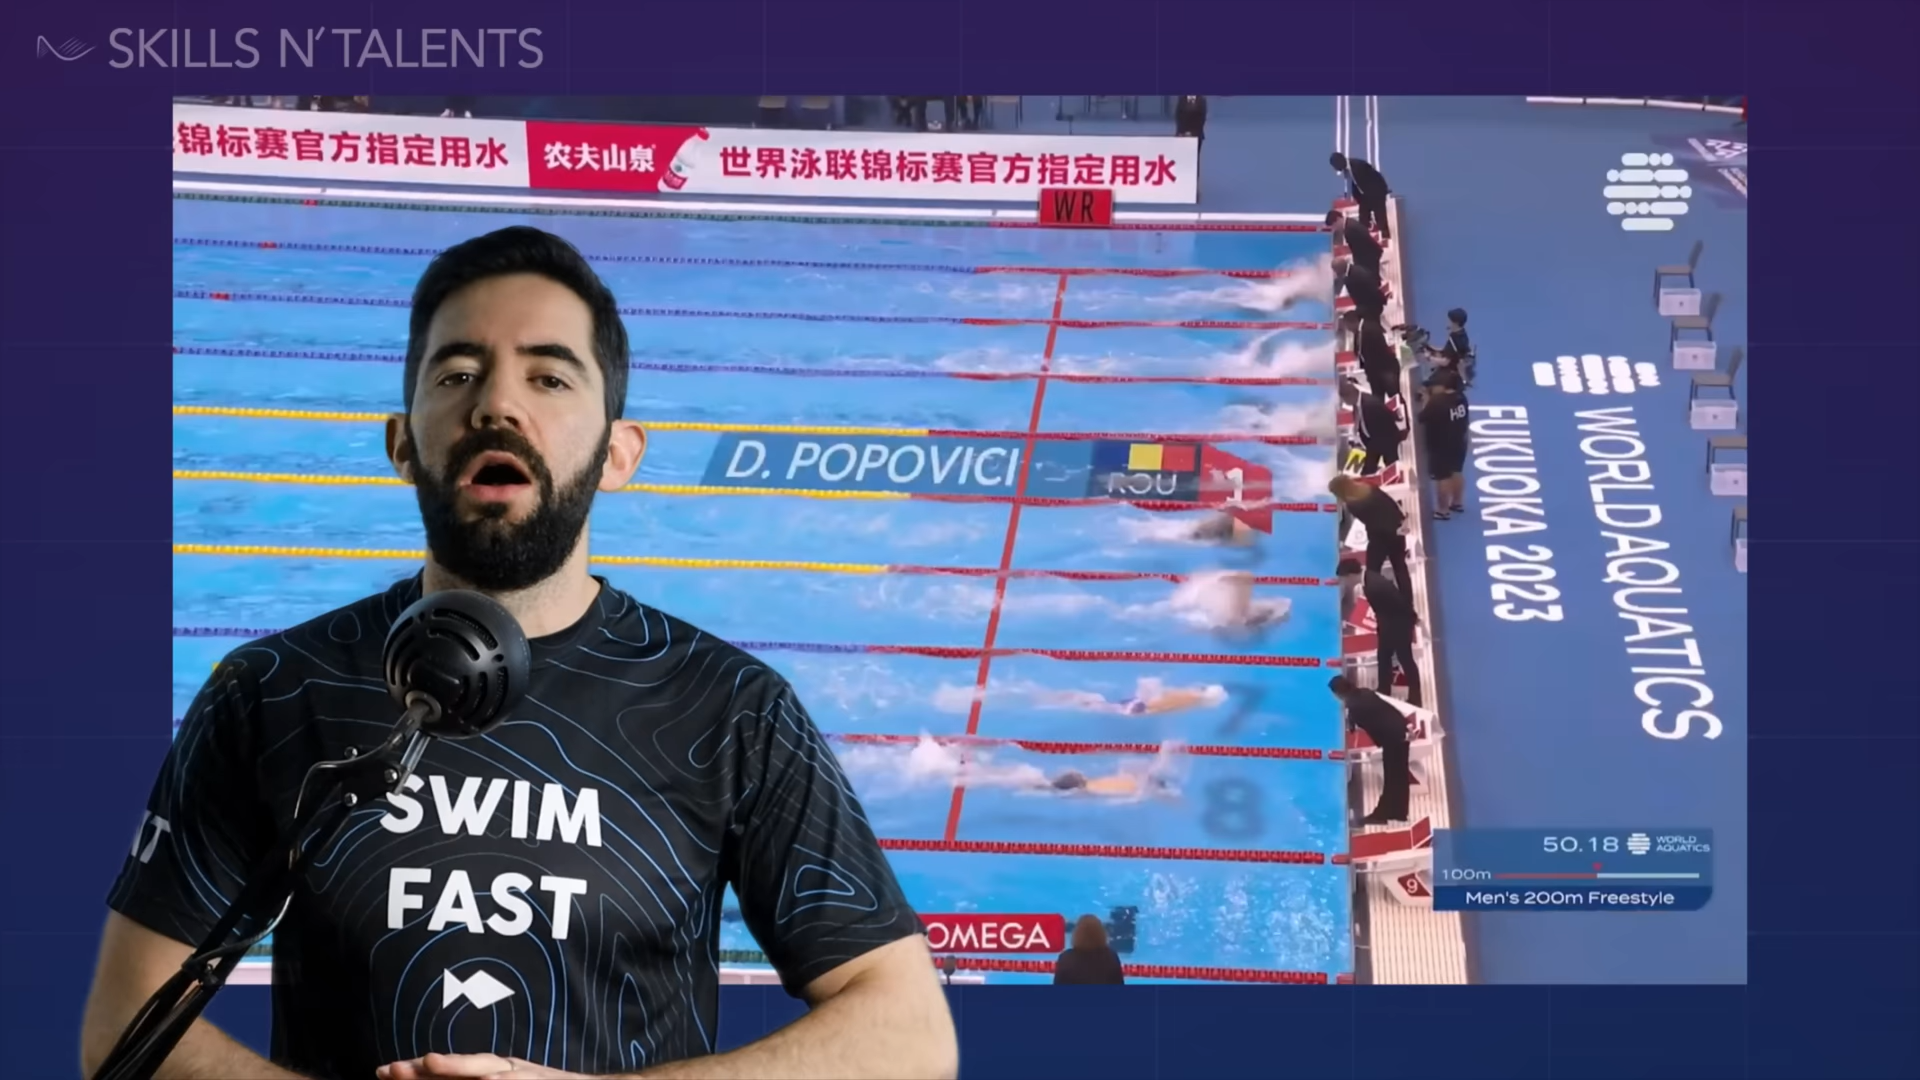 SKILLS N' TALENTS
锦标赛官方指定用水
农夫山泉
世界泳联锦标赛官方指定用水
WR
D. POPOVICI
ROU
1
KB
WORLDAQUATICS
FUKUOKA 2023
7
8
SWIM
FAST
50.18
WORLD
AQUATICS
100m
Men's 200m Freestyle
9
OMEGA